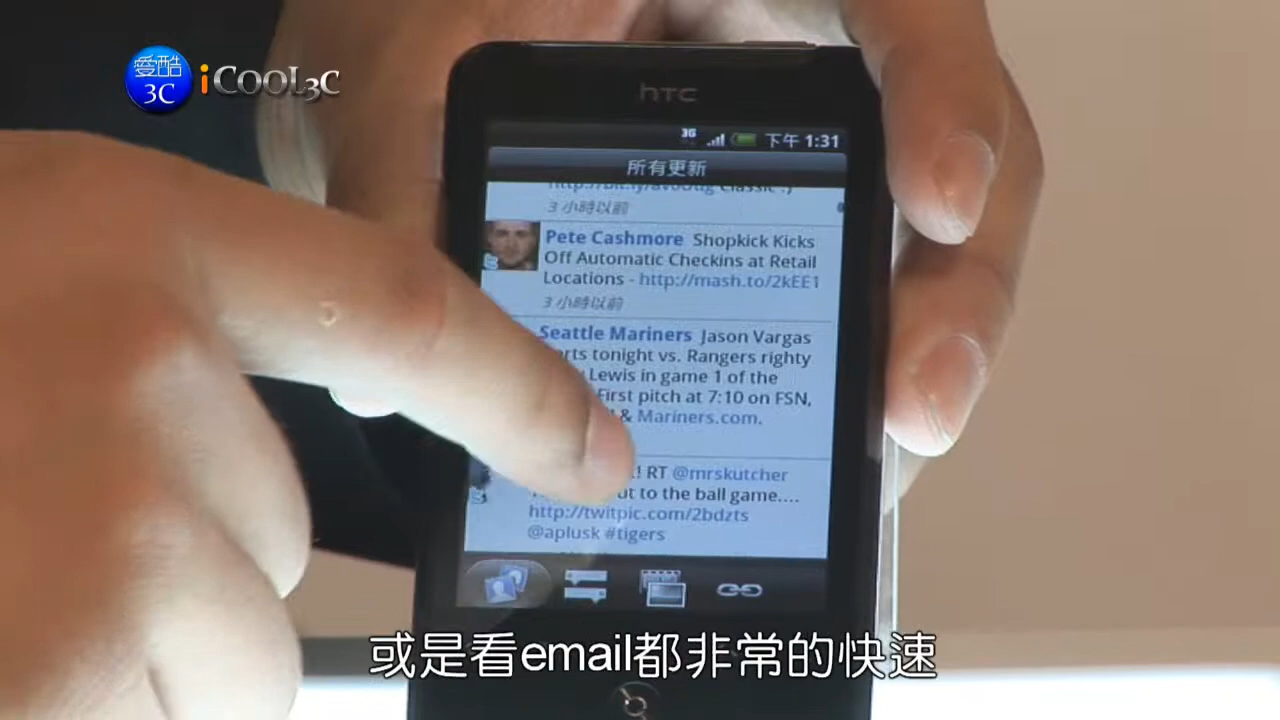 愛酷
3C
iCOOL3C
htc
3G
下午 1:31
所有更新
Classic :)
3 小時以前
Pete Cashmore Shopkick Kicks
Off Automatic Checkins at Retail
Locations - http://mash.to/2kEE1
3 小時以前
Seattle Mariners Jason Vargas
tonight vs. Rangers righty
Lewis in game 1 of the
First pitch at 7:10 on FSN,
& Mariners.com.
! RT @mrskutcher
to the ball game....
http://twitpic.com/2bdzts
@aplusk #tigers
或是看email都非常的快速